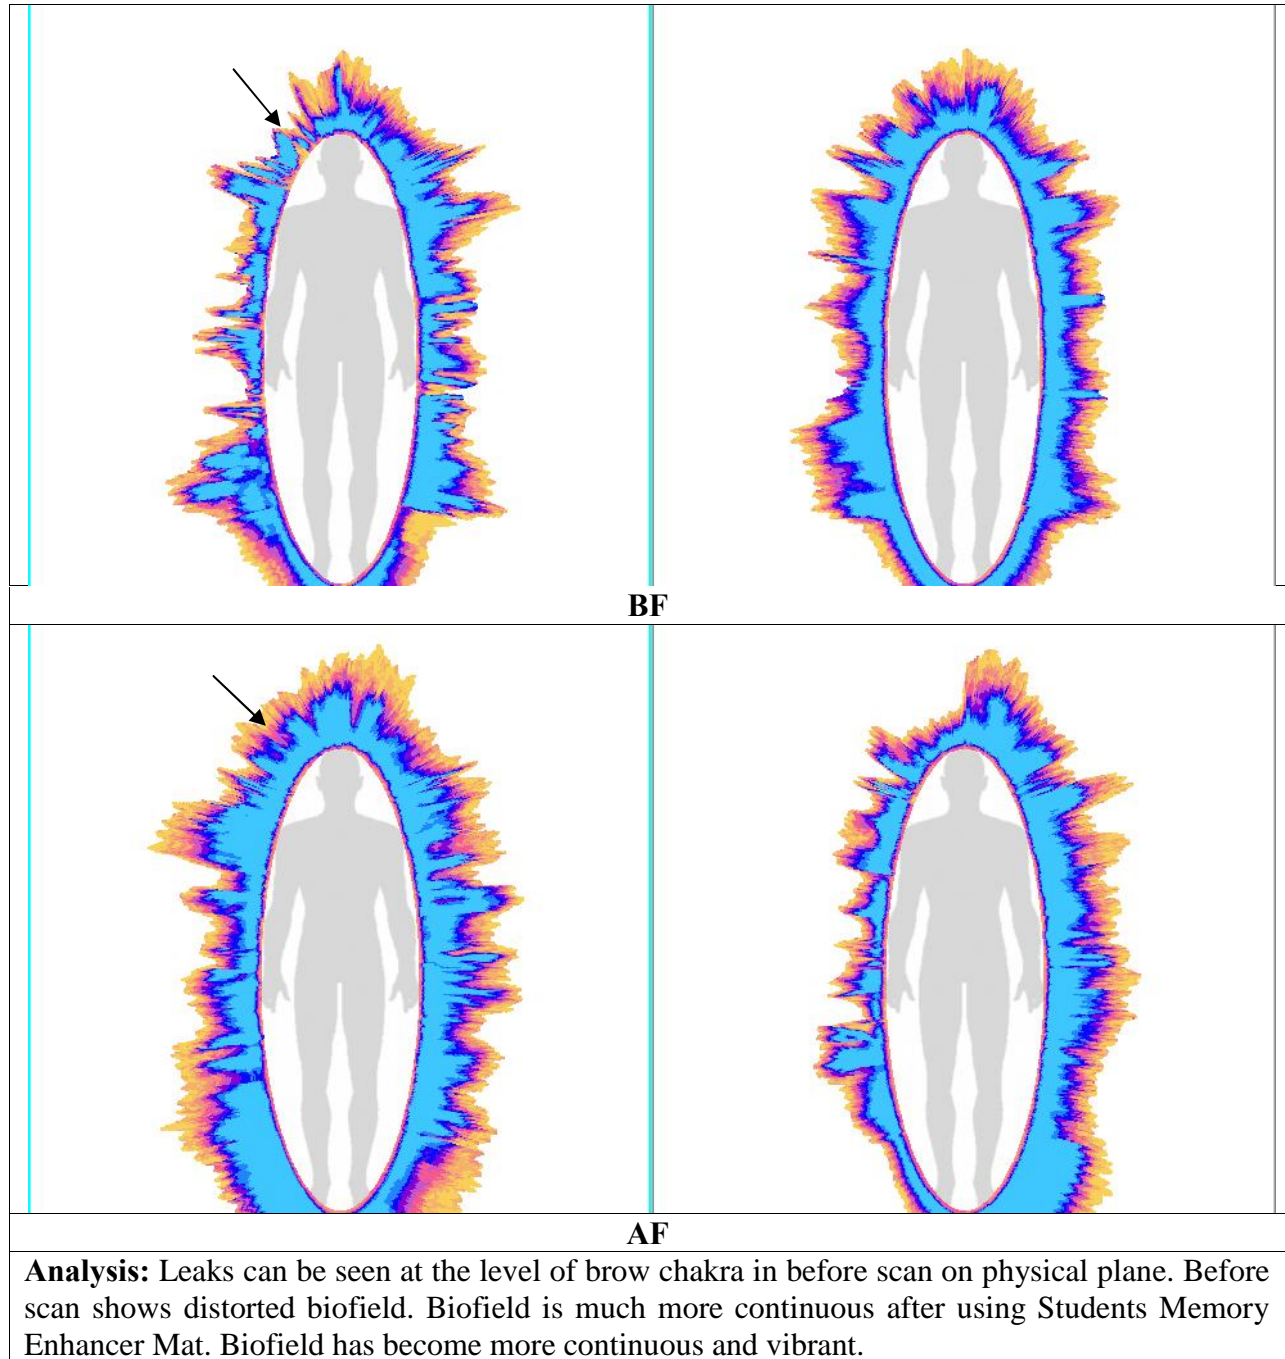 BF
AF
Analysis: Leaks can be seen at the level of brow chakra in before scan on physical plane. Before
scan shows distorted biofield. Biofield is much more continuous after using Students Memory
Enhancer Mat. Biofield has become more continuous and vibrant.